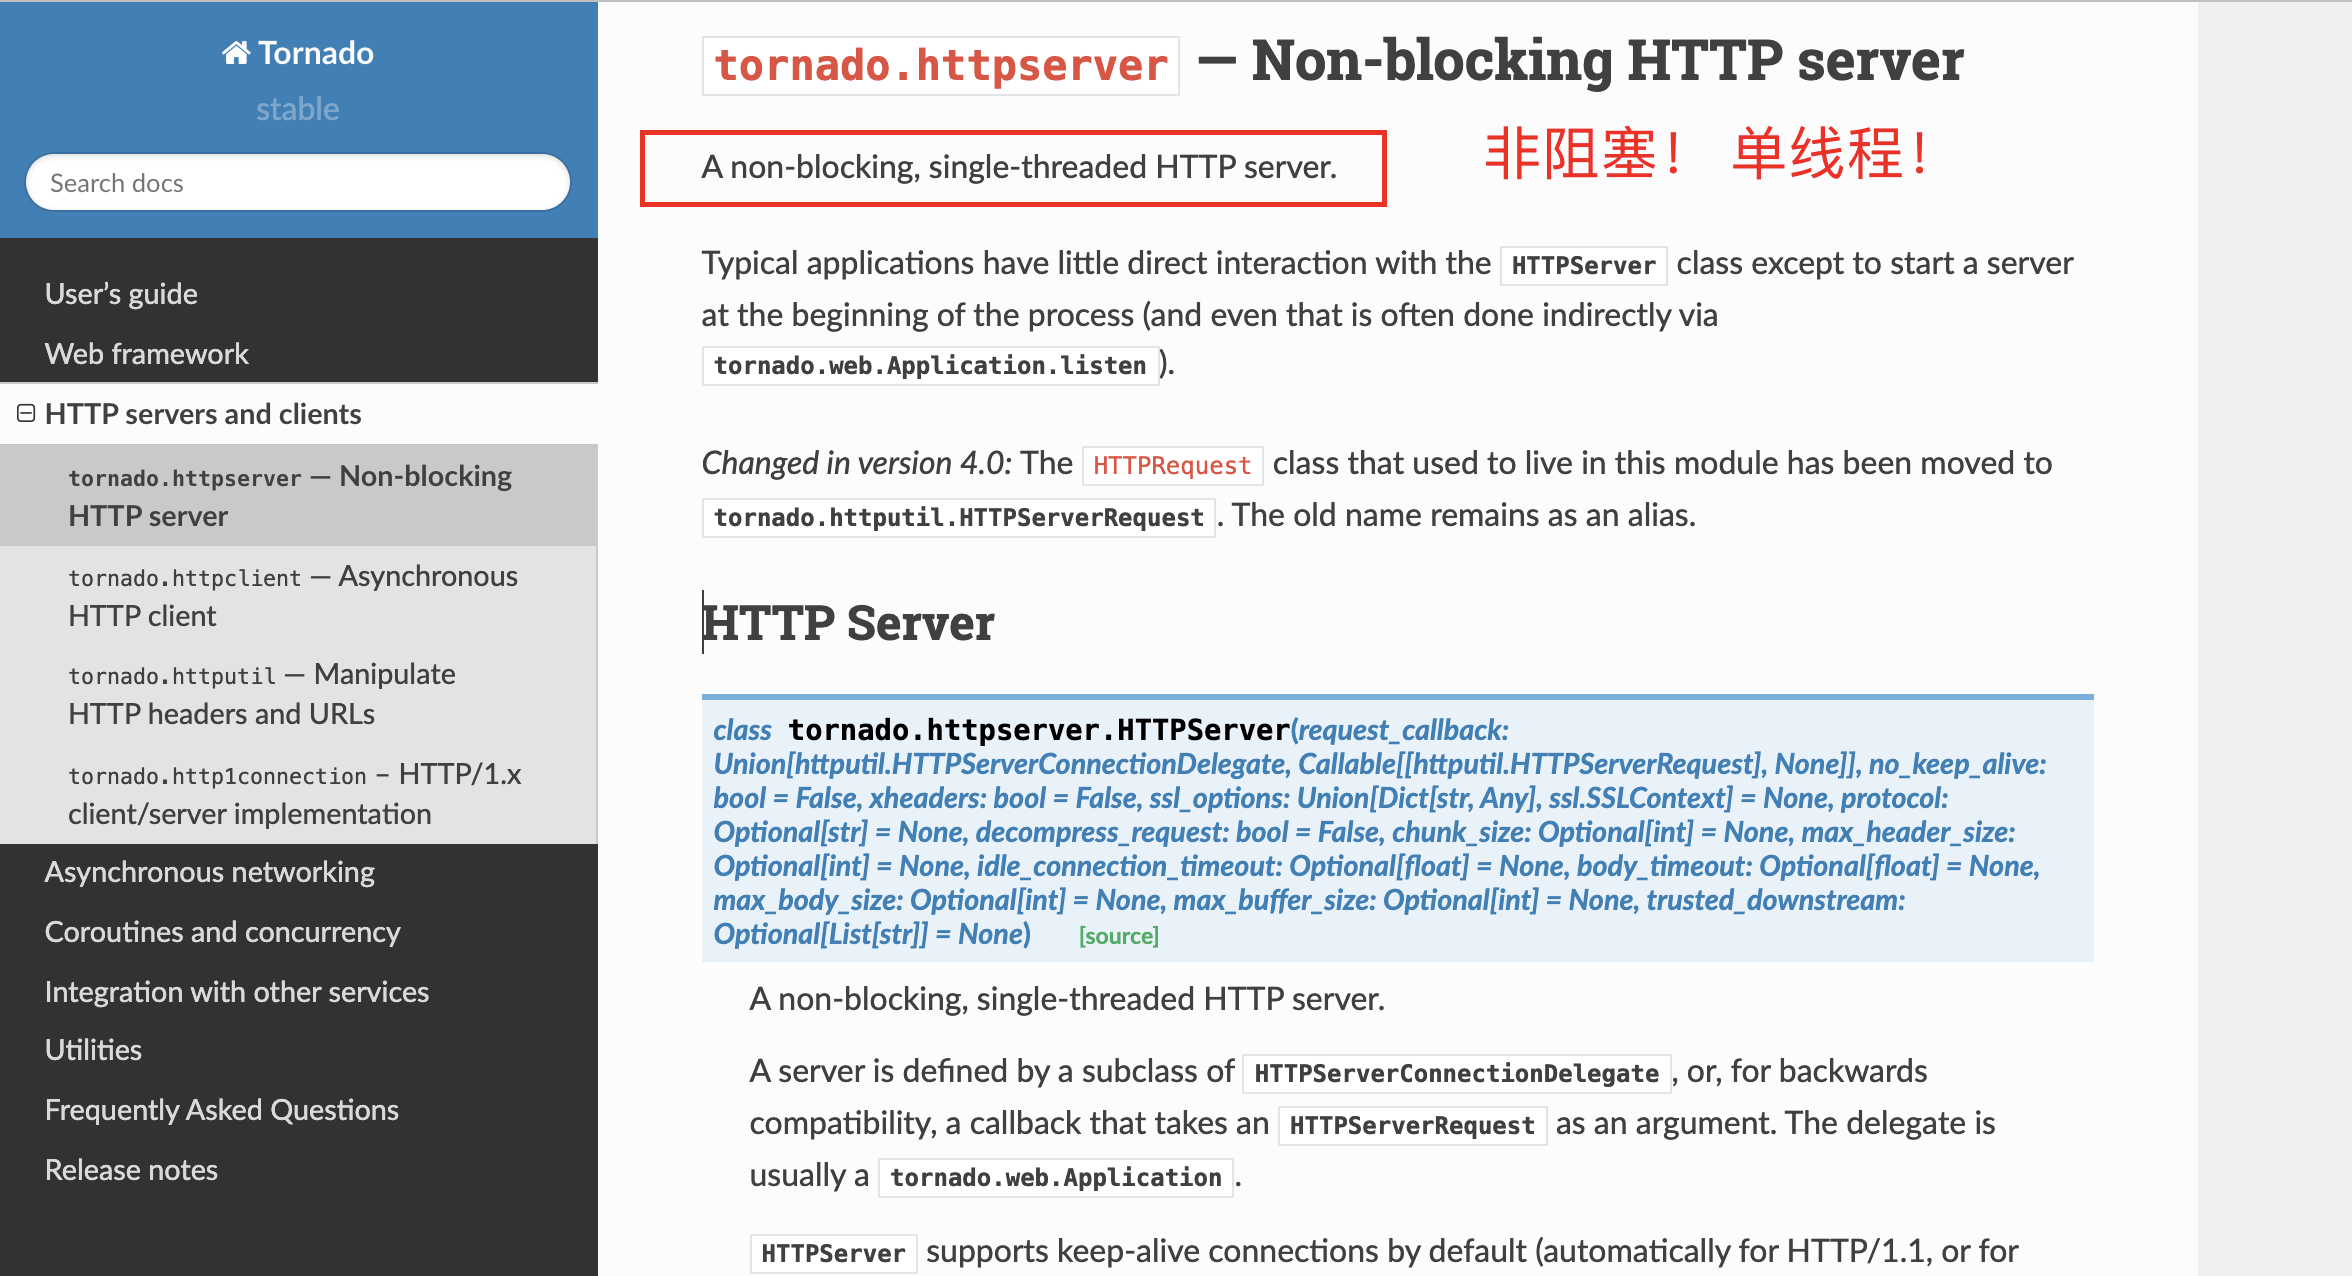 Tornado
stable
Search docs
User’s guide
Web framework
HTTP servers and clients
tornado.httpserver — Non-blocking
HTTP server
tornado.httpclient — Asynchronous
HTTP client
tornado.httputil — Manipulate
HTTP headers and URLs
tornado.http1connection – HTTP/1.x
client/server implementation
Asynchronous networking
Coroutines and concurrency
Integration with other services
Utilities
Frequently Asked Questions
Release notes
tornado.httpserver — Non-blocking HTTP server
A non-blocking, single-threaded HTTP server.
非阻塞！ 单线程！
Typical applications have little direct interaction with the HTTPServer class except to start a server
at the beginning of the process (and even that is often done indirectly via
tornado.web.Application.listen ).
Changed in version 4.0: The HTTPRequest class that used to live in this module has been moved to
tornado.httputil.HTTPServerRequest . The old name remains as an alias.
HTTP Server
class tornado.httpserver.HTTPServer(request_callback:
Union[httputil.HTTPServerConnectionDelegate, Callable[[httputil.HTTPServerRequest], None]], no_keep_alive:
bool = False, xheaders: bool = False, ssl_options: Union[Dict[str, Any], ssl.SSLContext] = None, protocol:
Optional[str] = None, decompress_request: bool = False, chunk_size: Optional[int] = None, max_header_size:
Optional[int] = None, idle_connection_timeout: Optional[float] = None, body_timeout: Optional[float] = None,
max_body_size: Optional[int] = None, max_buffer_size: Optional[int] = None, trusted_downstream:
Optional[List[str]] = None) [source]
A non-blocking, single-threaded HTTP server.
A server is defined by a subclass of HTTPServerConnectionDelegate , or, for backwards
compatibility, a callback that takes an HTTPServerRequest as an argument. The delegate is
usually a tornado.web.Application .
HTTPServer supports keep-alive connections by default (automatically for HTTP/1.1, or for